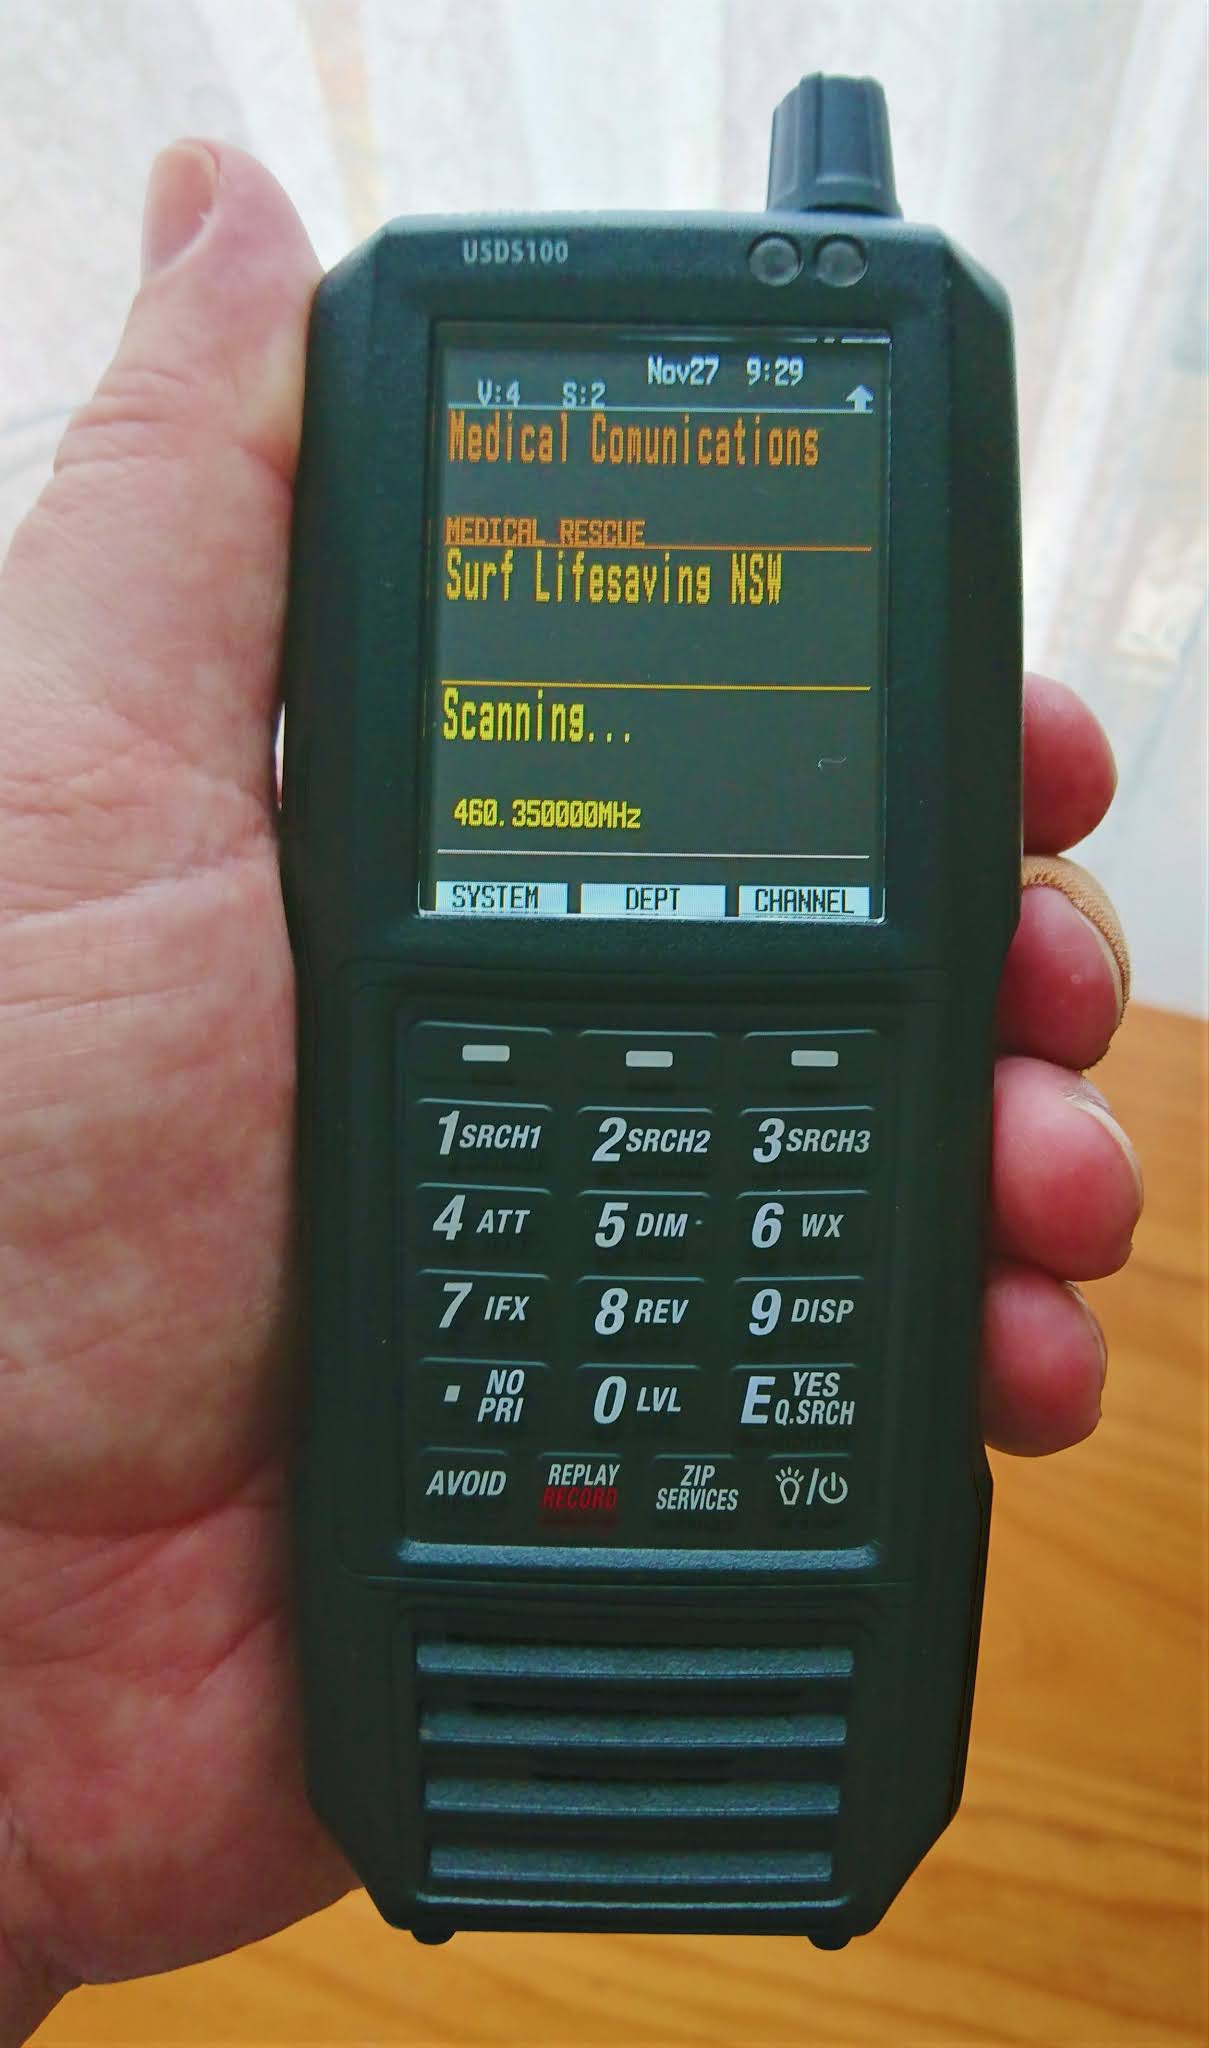 USDS100
Nov27 9:29
V:4 S:2
Medical Comunications
MEDICAL RESCUE
Surf Lifesaving NSW
Scanning...
460.350000MHz
SYSTEM DEPT CHANNEL
1 SRCH1 2 SRCH2 3 SRCH3
4 ATT 5 DIM 6 WX
7 IFX 8 REV 9 DISP
. NO PRI 0 LVL E YES Q.SRCH
AVOID REPLAY RECORD ZIP SERVICES /